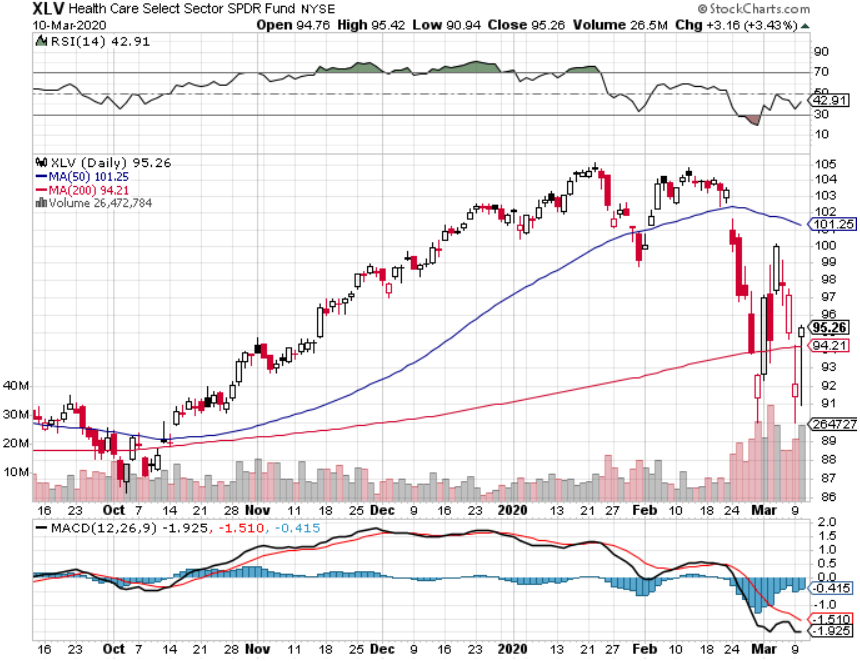 XLV Health Care Select Sector SPDR Fund NYSE © StockCharts.com
10-Mar-2020 Open 94.76 High 95.42 Low 90.94 Close 95.26 Volume 26.5M Chg +3.16 (+3.43%)
RSI(14) 42.91
90
70
50
42.91
30
10
XLV (Daily) 95.26
MA(50) 101.25
MA(200) 94.21
Volume 26,472,784
105
104
103
102
101.25
100
99
98
97
95.26
94.21
93
92
91
264727
89
88
87
86
40M
30M
20M
10M
16 23 Oct 7 14 21 28 Nov 11 18 25 Dec 9 16 23 2020 13 21 27 Feb 10 18 24 Mar 9
MACD(12,26,9) -1.925, -1.510, -0.415
2.0
1.5
1.0
0.5
0.0
-0.415
-1.0
-1.510
-1.925
16 23 Oct 7 14 21 28 Nov 11 18 25 Dec 9 16 23 2020 13 21 27 Feb 10 18 24 Mar 9